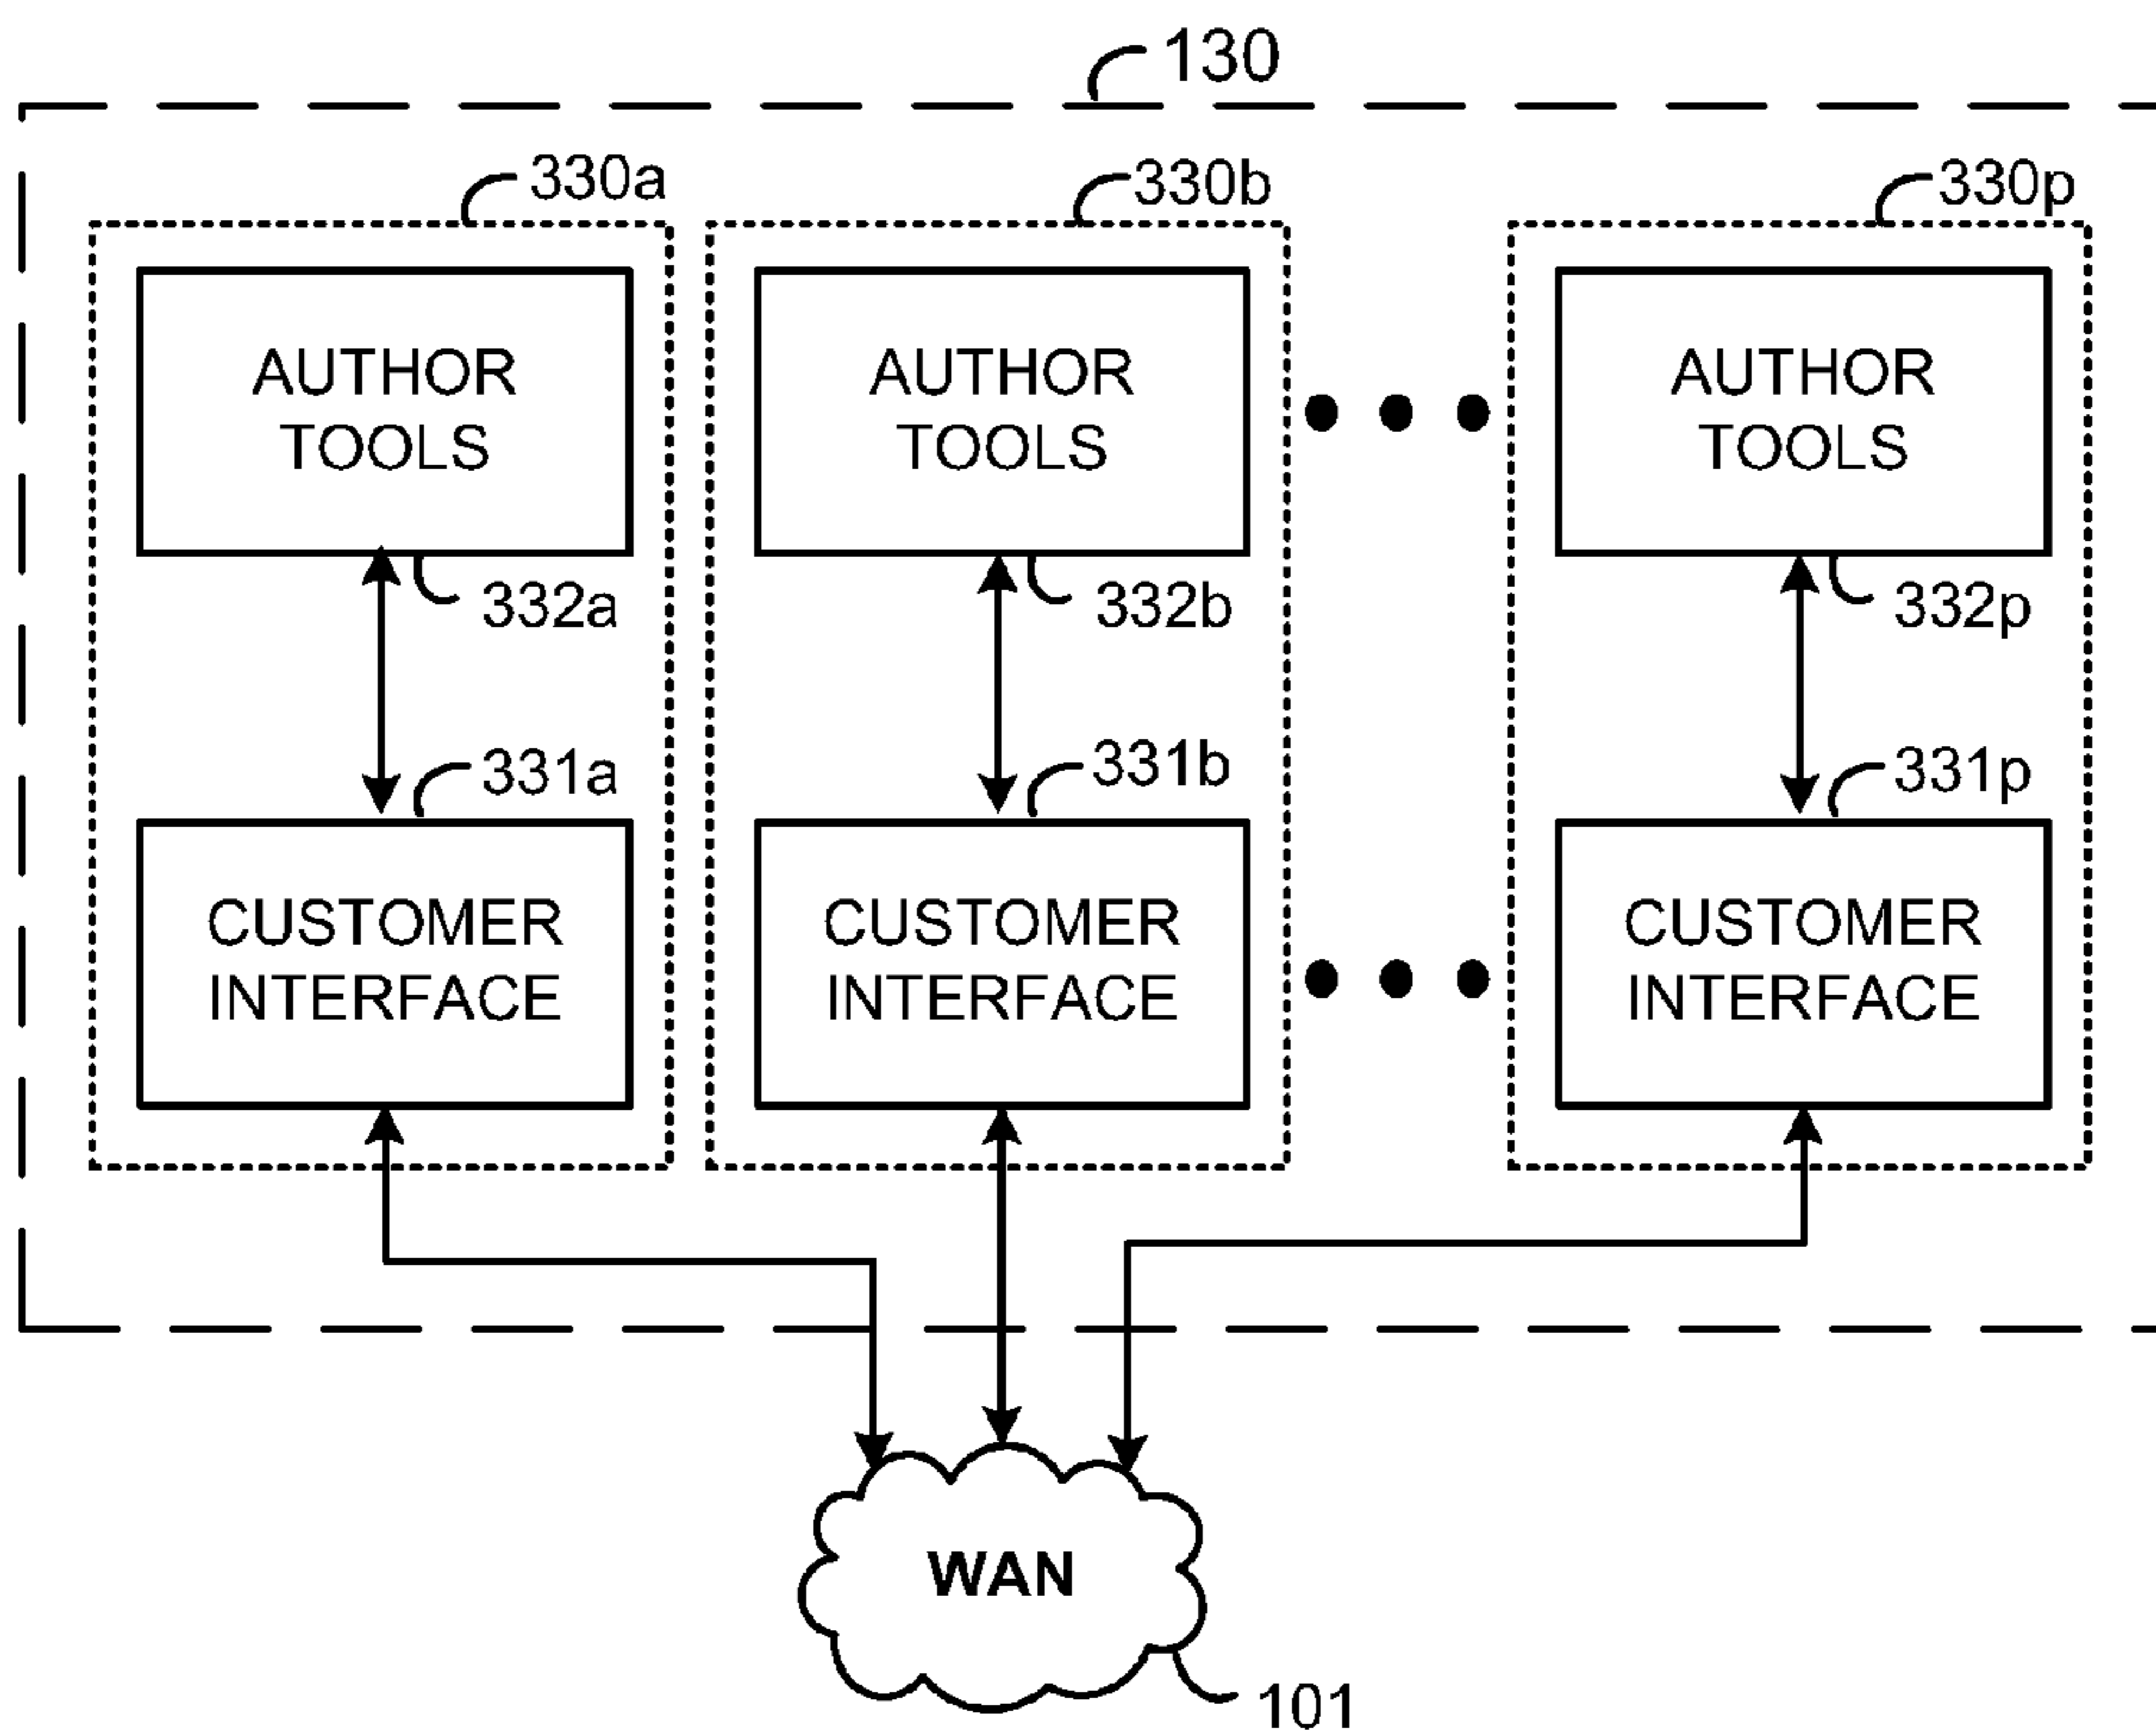 130
330a
330b
330p
AUTHOR
TOOLS
AUTHOR
TOOLS
AUTHOR
TOOLS
332a
332b
332p
331a
331b
331p
CUSTOMER
INTERFACE
CUSTOMER
INTERFACE
CUSTOMER
INTERFACE
WAN
101